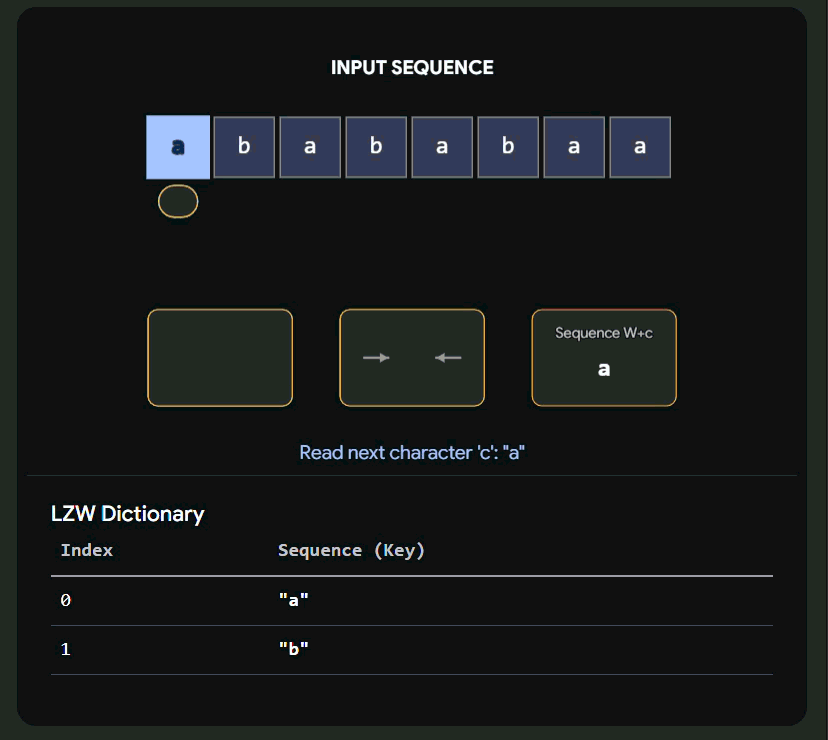 INPUT SEQUENCE
a b a b a b a a
Sequence W+c
a
Read next character 'c': "a"
LZW Dictionary
Index Sequence (Key)
0 "a"
1 "b"